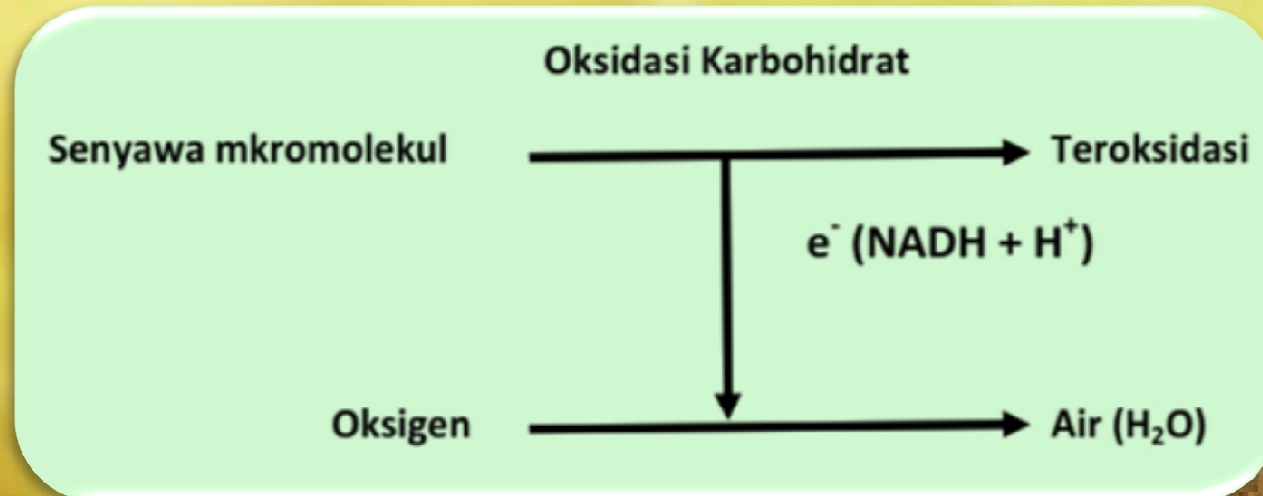 Oksidasi Karbohidrat
Senyawa mkromolekul
Teroksidasi
e⁻ (NADH + H⁺)
Oksigen
Air (H₂O)